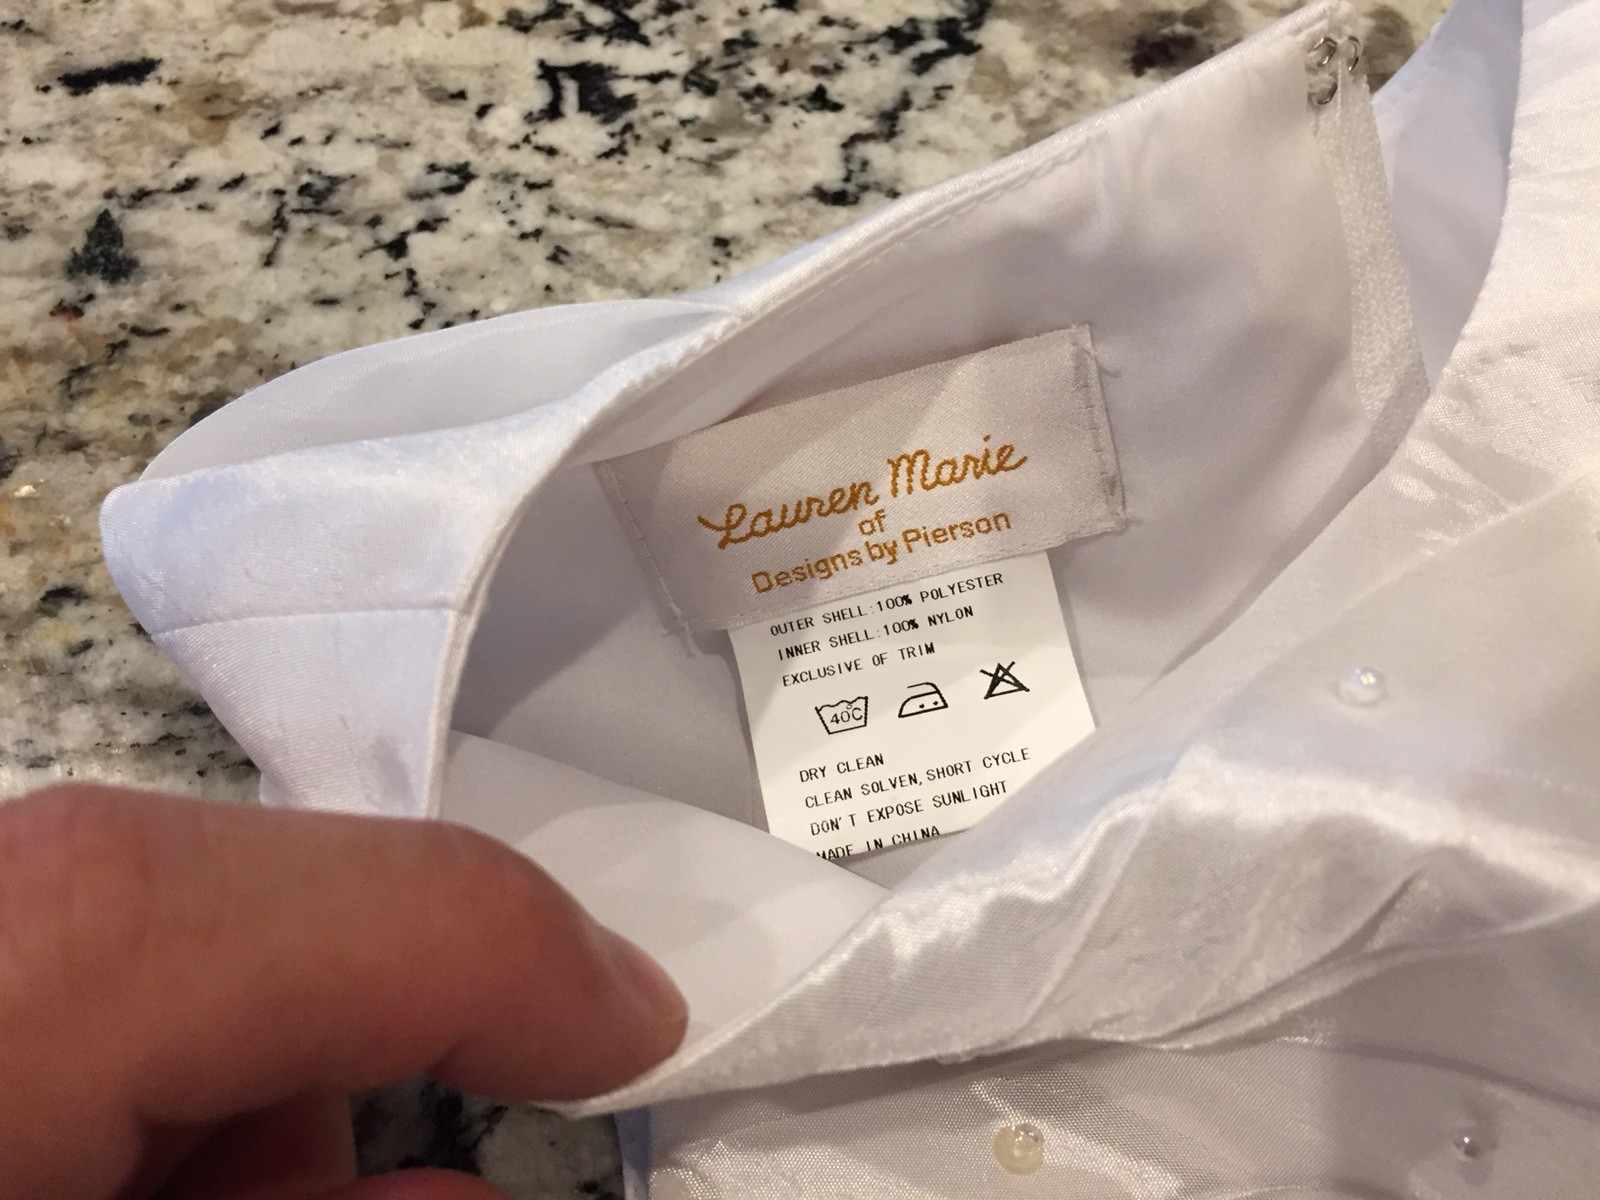 Lauren Marie
of
Designs by Pierson
OUTER SHELL:100% POLYESTER
INNER SHELL:100% NYLON
EXCLUSIVE OF TRIM
40C
DRY CLEAN
CLEAN SOLVEN,SHORT CYCLE
DON'T EXPOSE SUNLIGHT
MADE IN CHINA